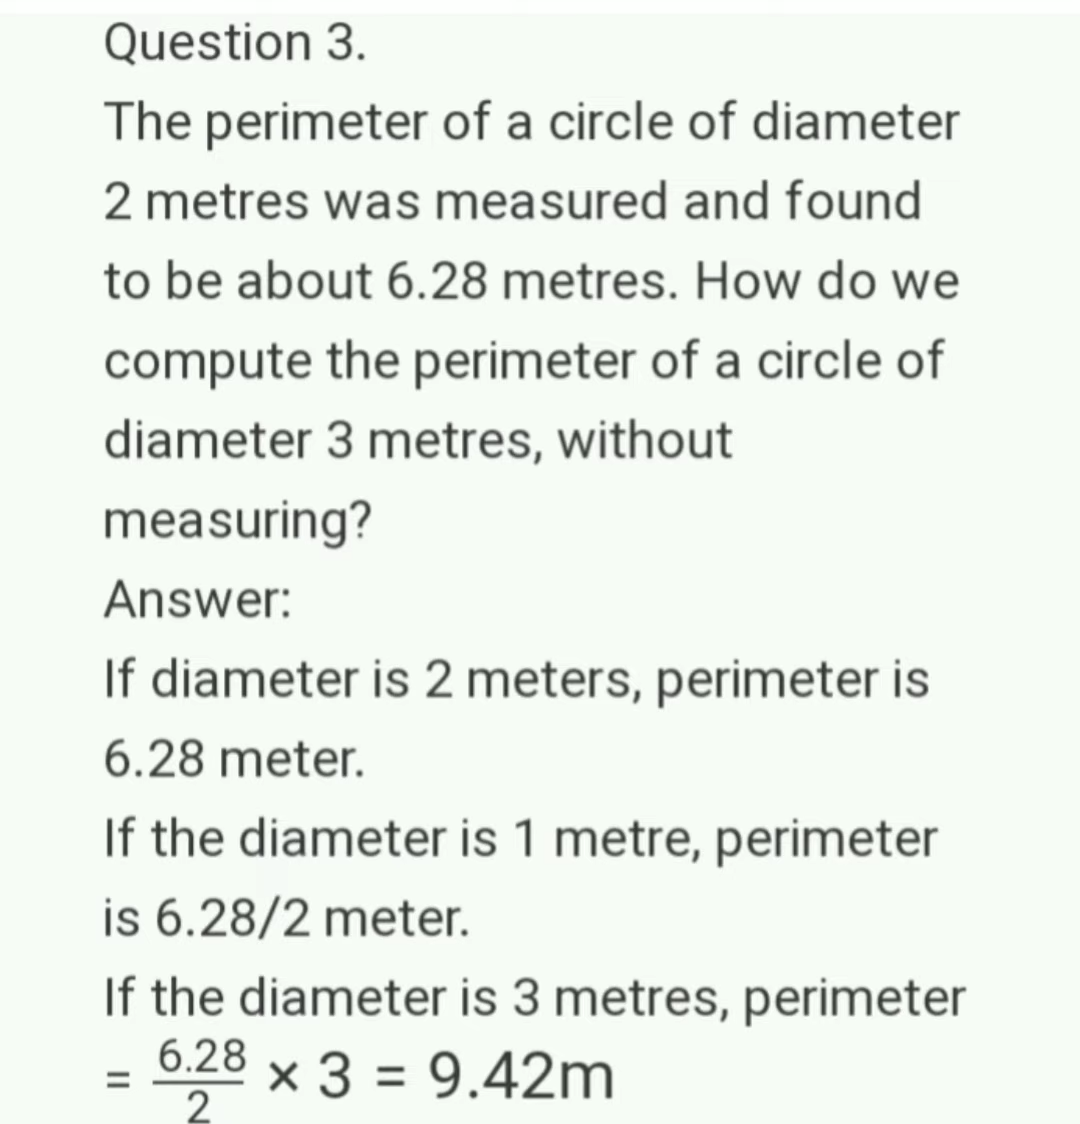 Question 3.
The perimeter of a circle of diameter
2 metres was measured and found
to be about 6.28 metres. How do we
compute the perimeter of a circle of
diameter 3 metres, without
measuring?
Answer:
If diameter is 2 meters, perimeter is
6.28 meter.
If the diameter is 1 metre, perimeter
is 6.28/2 meter.
If the diameter is 3 metres, perimeter
= 6.28/2 × 3 = 9.42m